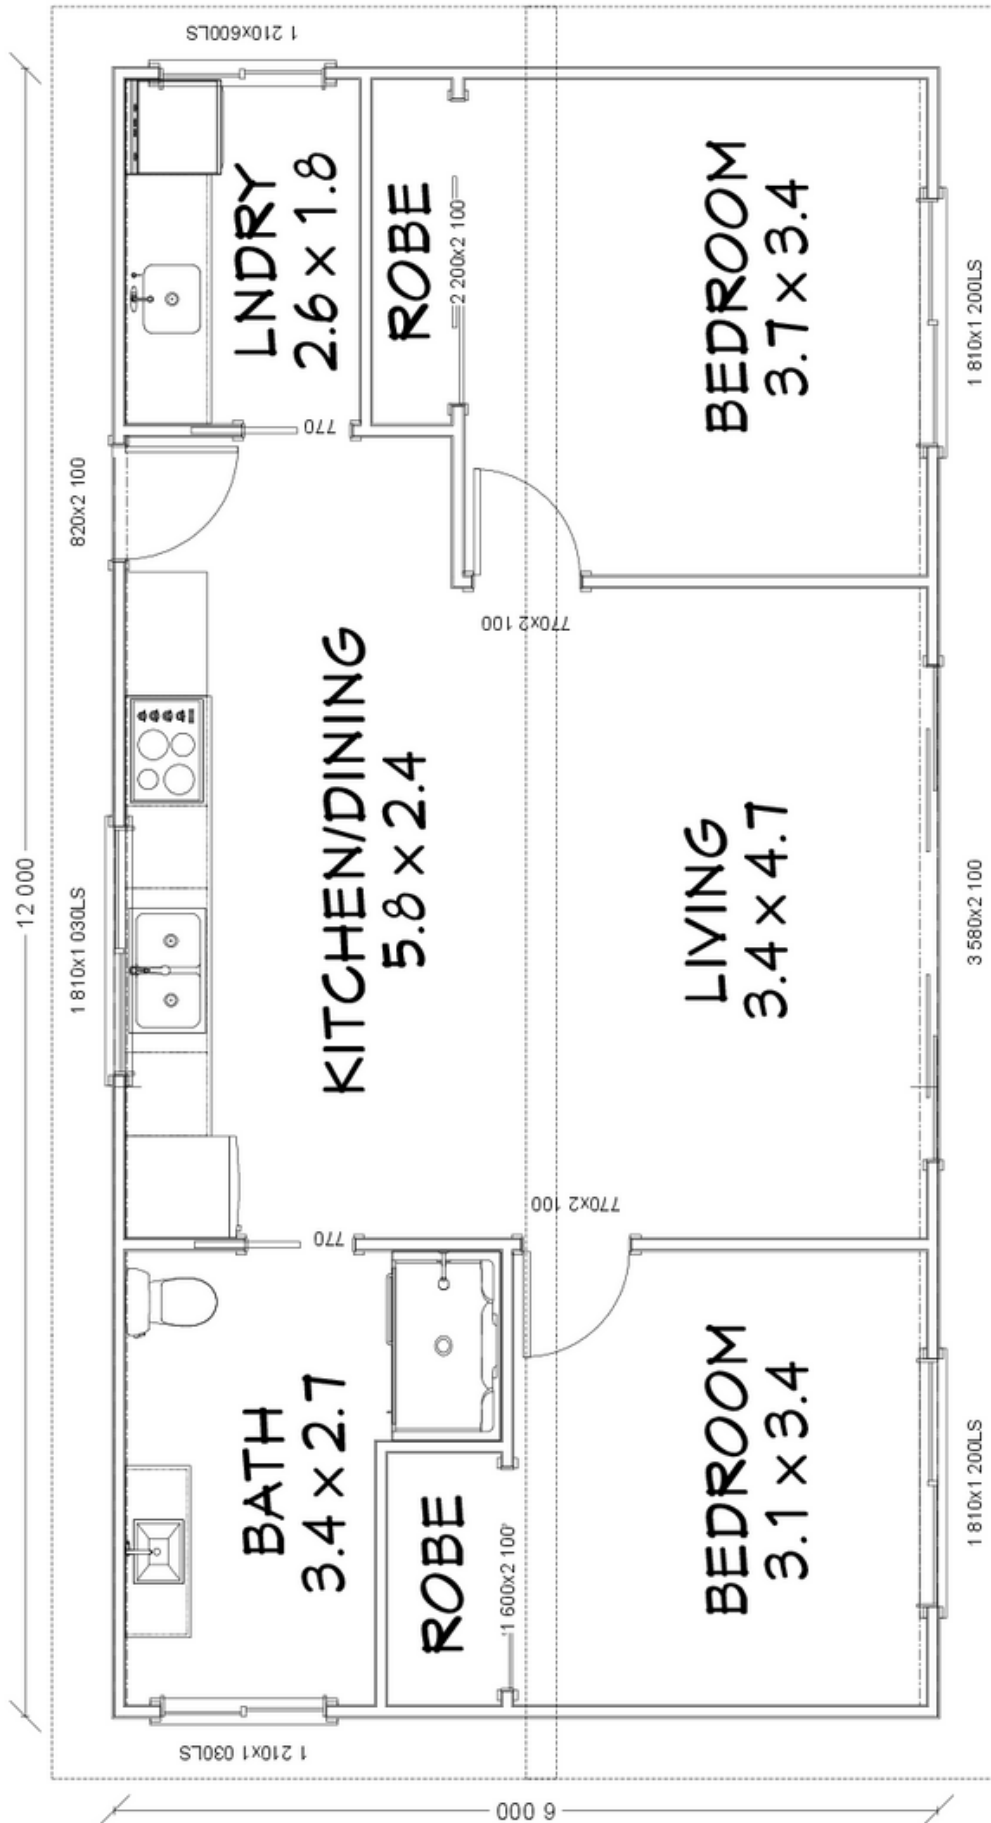 1 210x600LS
LNDRY
2.6 x 1.8
ROBE
2 200x2 100
BEDROOM
3.7 x 3.4
1 810x1 200LS
770
820x2 100
770x2 100
KITCHEN/DINING
5.8 x 2.4
12 000
1 810x1 030LS
LIVING
3.4 x 4.7
3 580x2 100
770x2 100
770
BATH
3.4 x 2.7
ROBE
1 600x2 100
BEDROOM
3.1 x 3.4
1 810x1 200LS
1 210x1 030LS
6 000